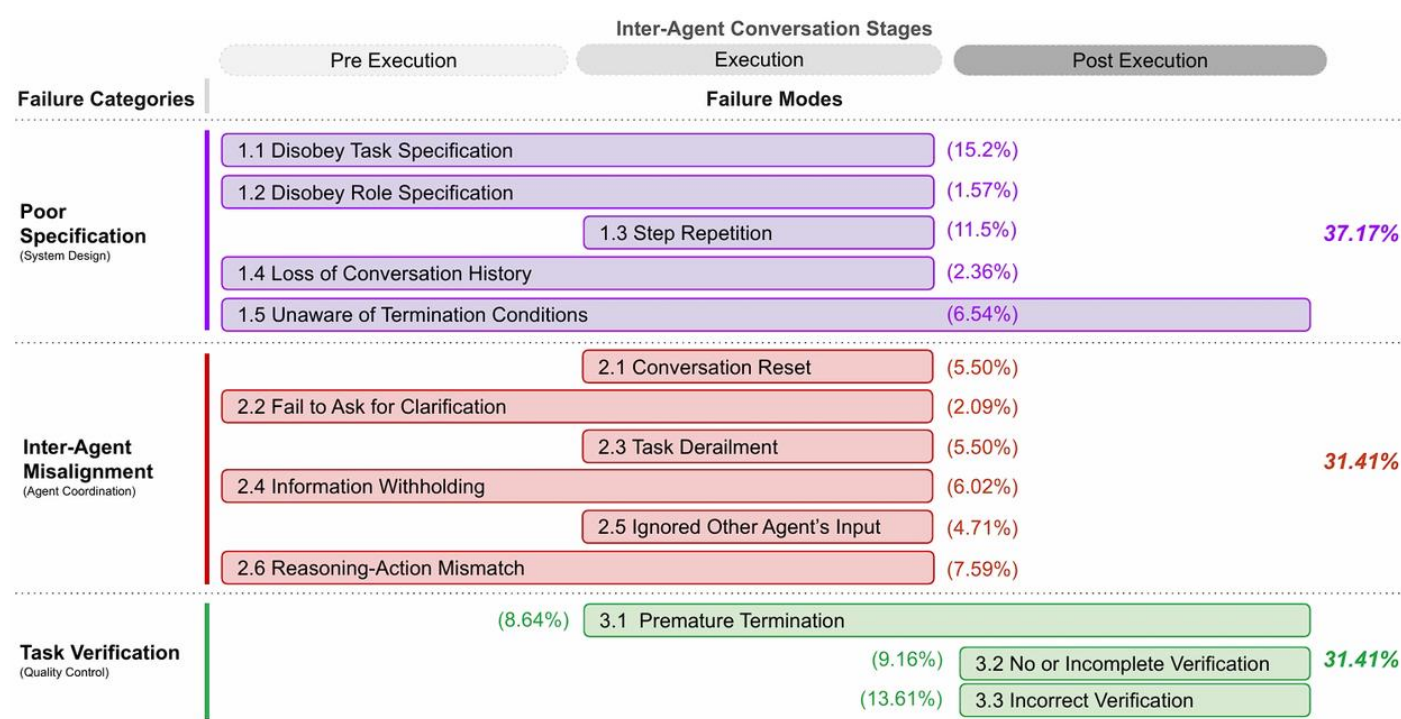 Inter-Agent Conversation Stages
Pre Execution
Execution
Post Execution
Failure Categories
Failure Modes
Poor
Specification
(System Design)
1.1 Disobey Task Specification
(15.2%)
1.2 Disobey Role Specification
(1.57%)
1.3 Step Repetition
(11.5%)
1.4 Loss of Conversation History
(2.36%)
1.5 Unaware of Termination Conditions
(6.54%)
37.17%
Inter-Agent
Misalignment
(Agent Coordination)
2.1 Conversation Reset
(5.50%)
2.2 Fail to Ask for Clarification
(2.09%)
2.3 Task Derailment
(5.50%)
2.4 Information Withholding
(6.02%)
2.5 Ignored Other Agent's Input
(4.71%)
2.6 Reasoning-Action Mismatch
(7.59%)
31.41%
Task Verification
(Quality Control)
(8.64%)
3.1 Premature Termination
(9.16%)
3.2 No or Incomplete Verification
(13.61%)
3.3 Incorrect Verification
31.41%